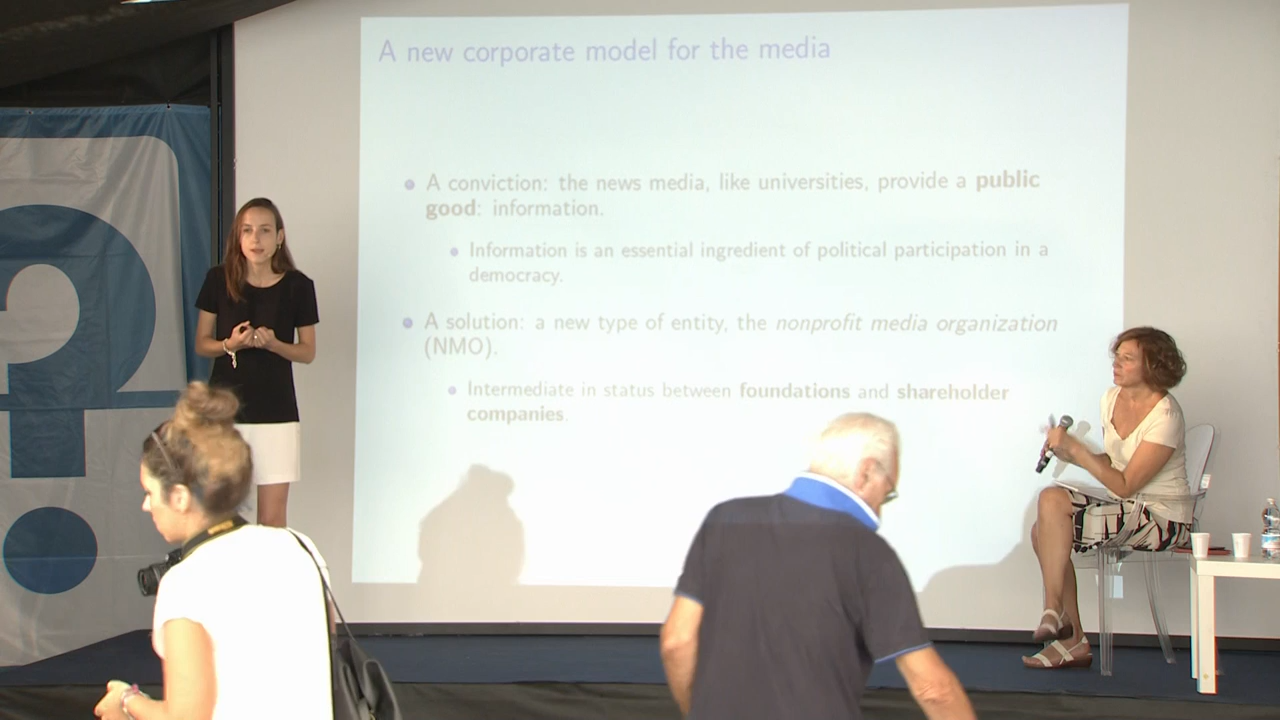 A new corporate model for the media
A conviction: the news media, like universities, provide a public
good: information.
Information is an essential ingredient of political participation in a
democracy.
A solution: a new type of entity, the nonprofit media organization
(NMO).
Intermediate in status between foundations and shareholder
companies.
?